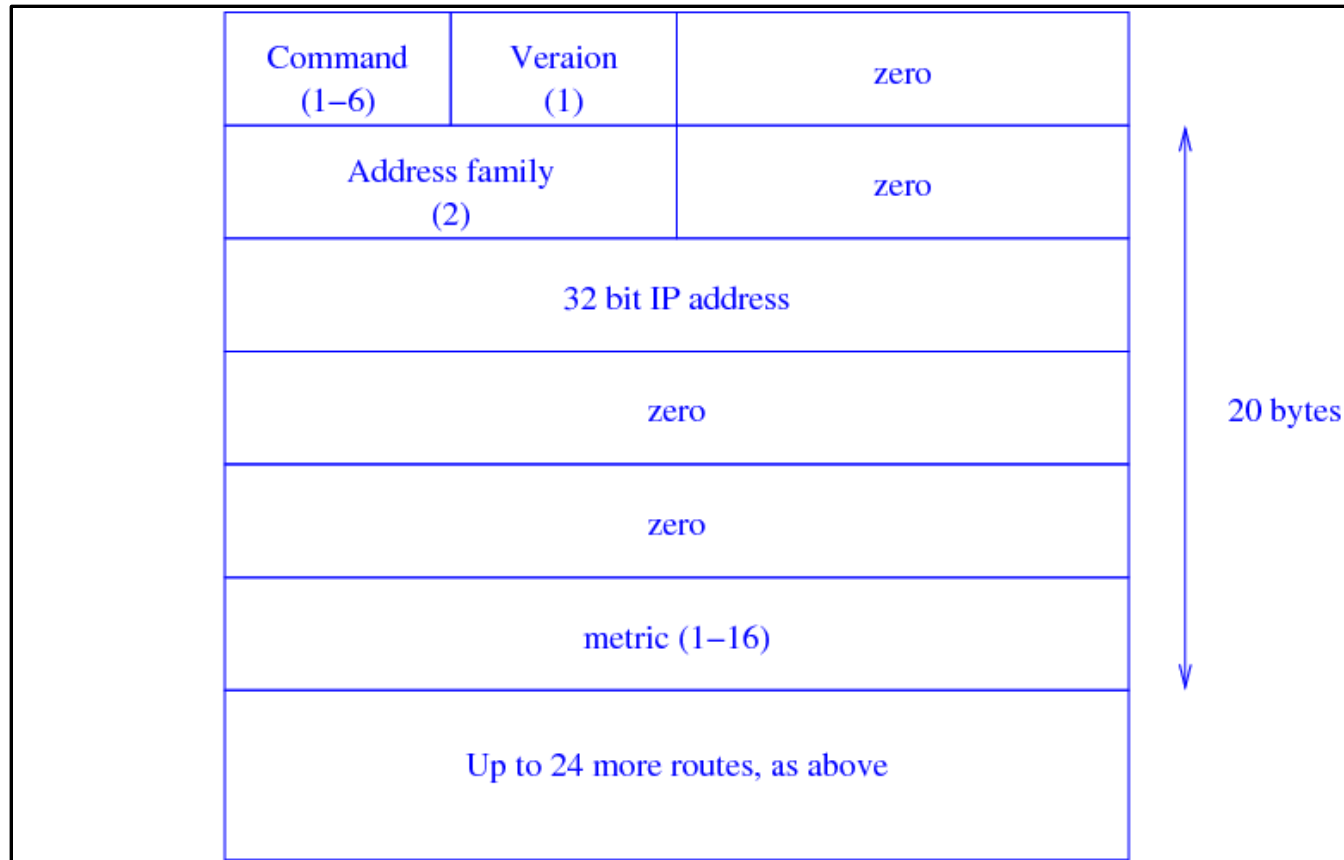 Command
(1–6)
Veraion
(1)
zero
Address family
(2)
zero
32 bit IP address
zero
zero
metric (1–16)
Up to 24 more routes, as above
20 bytes